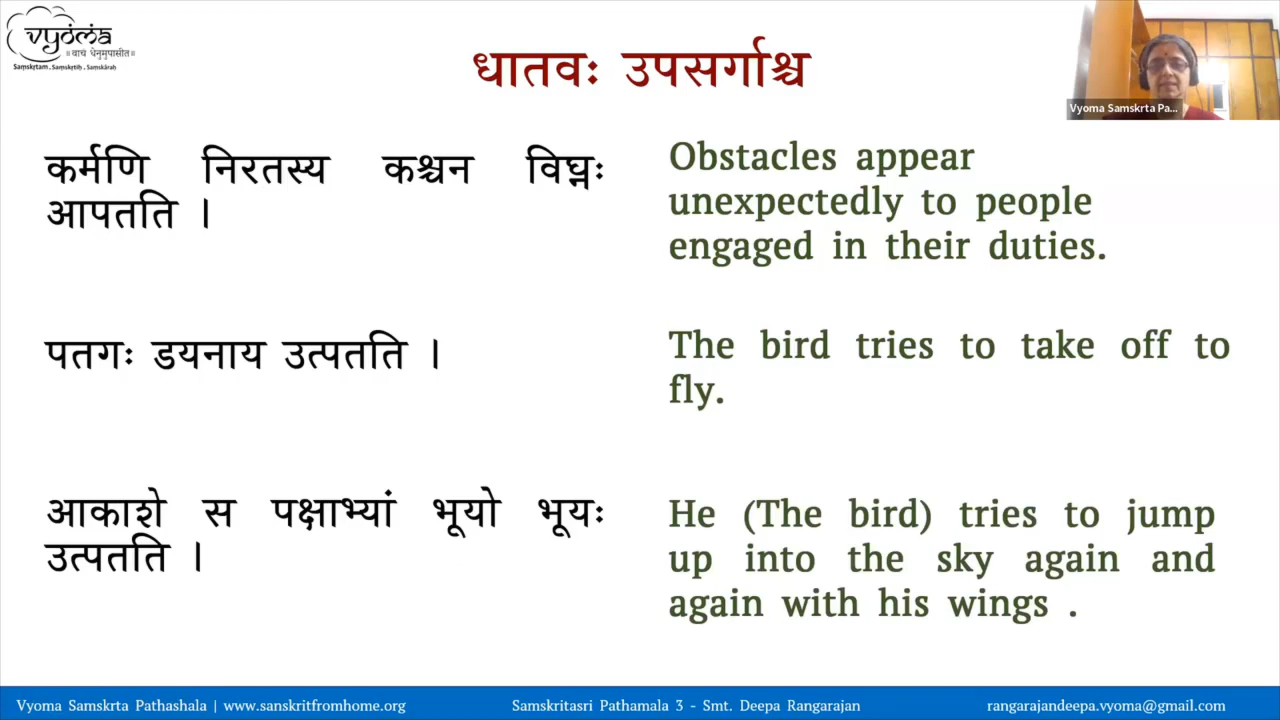 vyoma
॥ वाचं धेनुमुपासीत॥
Saṃskṛtam . Saṃskṛtiḥ . Saṃskāraḥ
धातवः उपसर्गाश्च
Vyoma Samskrta Pa...
कर्मणि निरतस्य कश्चन विघ्नः
आपतति ।
Obstacles appear
unexpectedly to people
engaged in their duties.
पतगः डयनाय उत्पतति ।
The bird tries to take off to
fly.
आकाशे स पक्षाभ्यां भूयो भूयः
उत्पतति ।
He (The bird) tries to jump
up into the sky again and
again with his wings .
Vyoma Samskrta Pathashala | www.sanskritfromhome.org
Samskritasri Pathamala 3 - Smt. Deepa Rangarajan
rangarajandeepa.vyoma@gmail.com